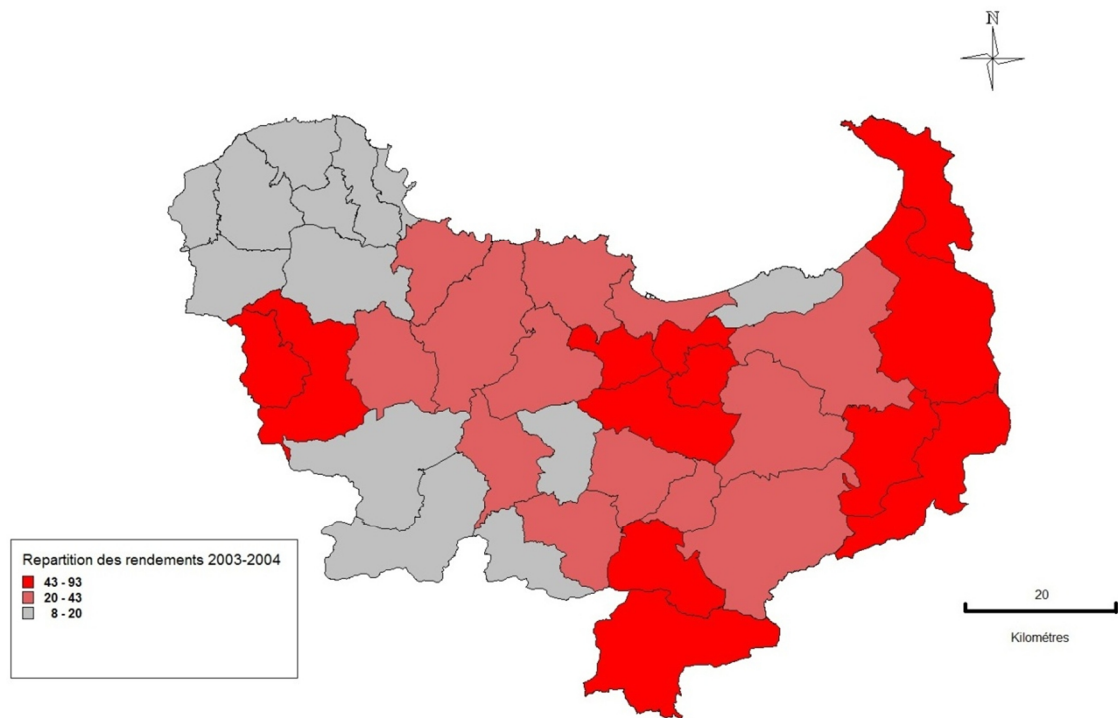 N
Repartition des rendements 2003-2004
43 - 93
20 - 43
8 - 20
20
Kilométres